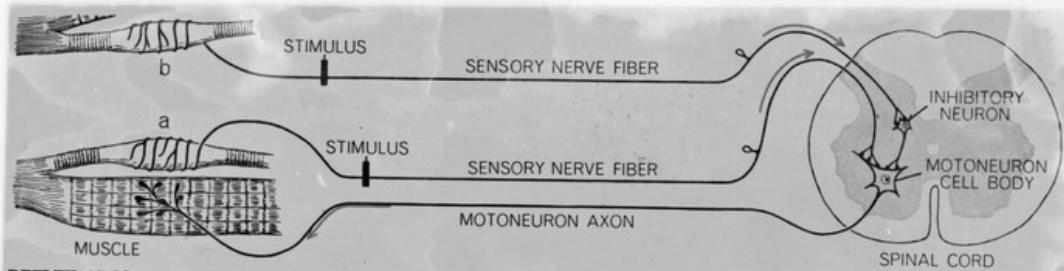 b
STIMULUS
SENSORY NERVE FIBER
INHIBITORY
NEURON
a
STIMULUS
SENSORY NERVE FIBER
MOTONEURON
CELL BODY
MOTONEURON AXON
MUSCLE
SPINAL CORD